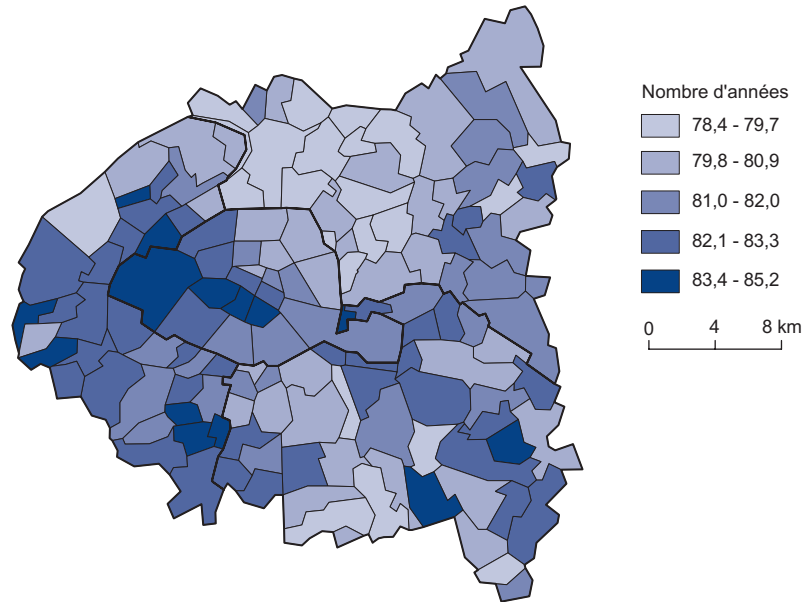 Nombre d'années
78,4 - 79,7
79,8 - 80,9
81,0 - 82,0
82,1 - 83,3
83,4 - 85,2
0 4 8 km